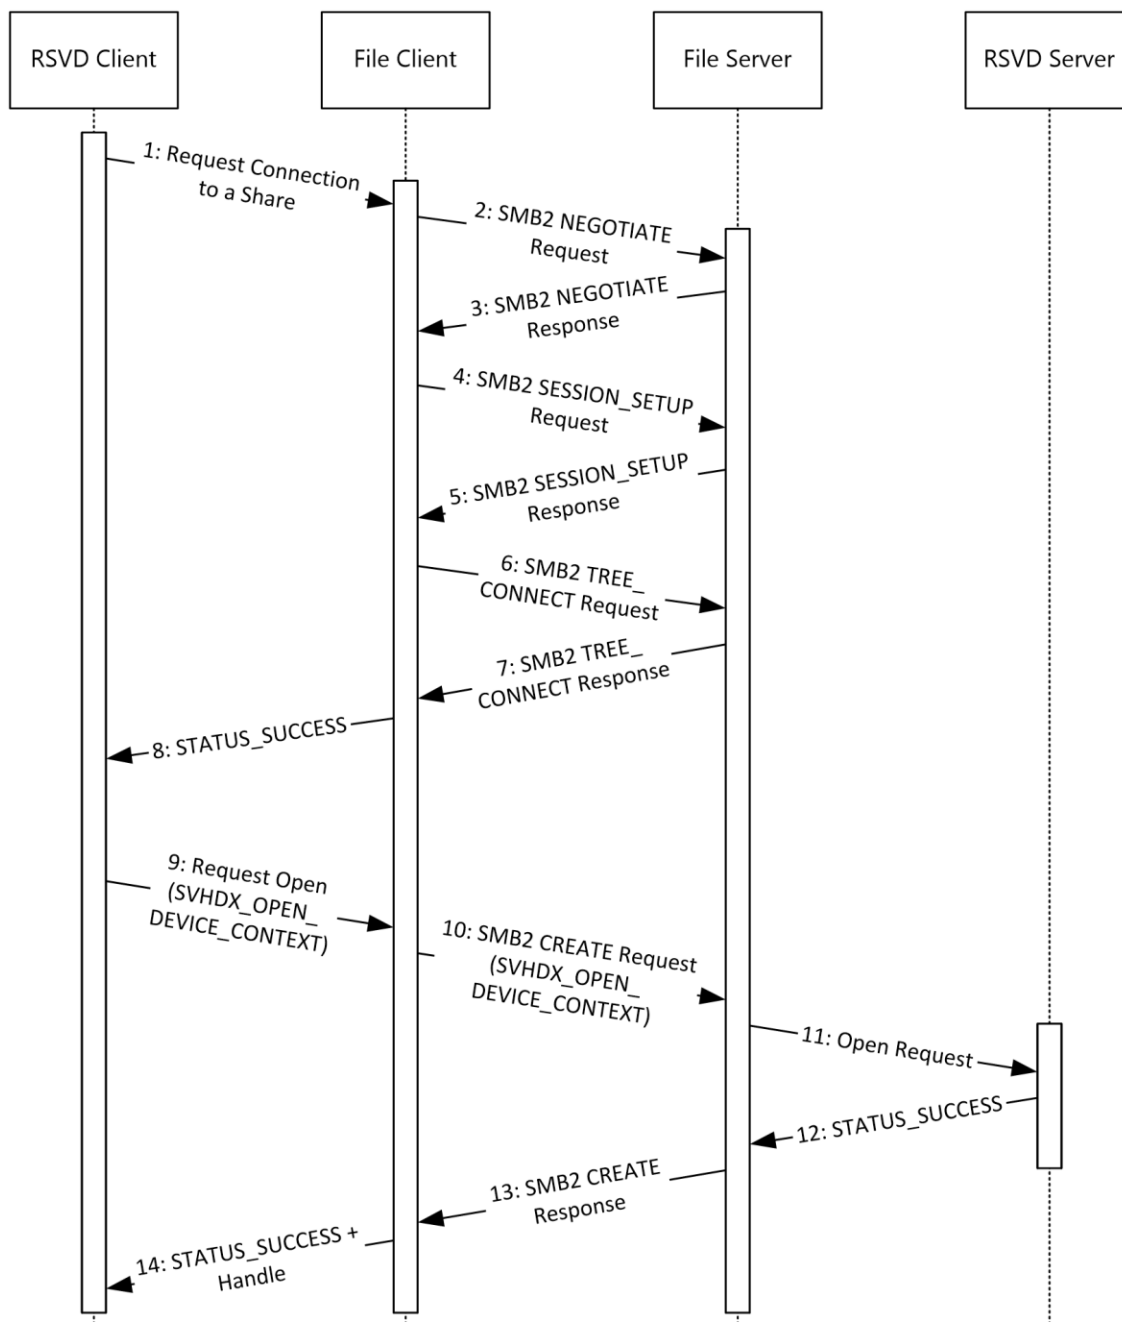 RSVD Client
File Client
File Server
RSVD Server
1: Request Connection
to a Share
2: SMB2 NEGOTIATE
Request
3: SMB2 NEGOTIATE
Response
4: SMB2 SESSION_SETUP
Request
5: SMB2 SESSION_SETUP
Response
6: SMB2 TREE_
CONNECT Request
7: SMB2 TREE_
CONNECT Response
8: STATUS_SUCCESS
9: Request Open
(SVHDX_OPEN_
DEVICE_CONTEXT)
10: SMB2 CREATE Request
(SVHDX_OPEN_
DEVICE_CONTEXT)
11: Open Request
12: STATUS_SUCCESS
13: SMB2 CREATE
Response
14: STATUS_SUCCESS +
Handle